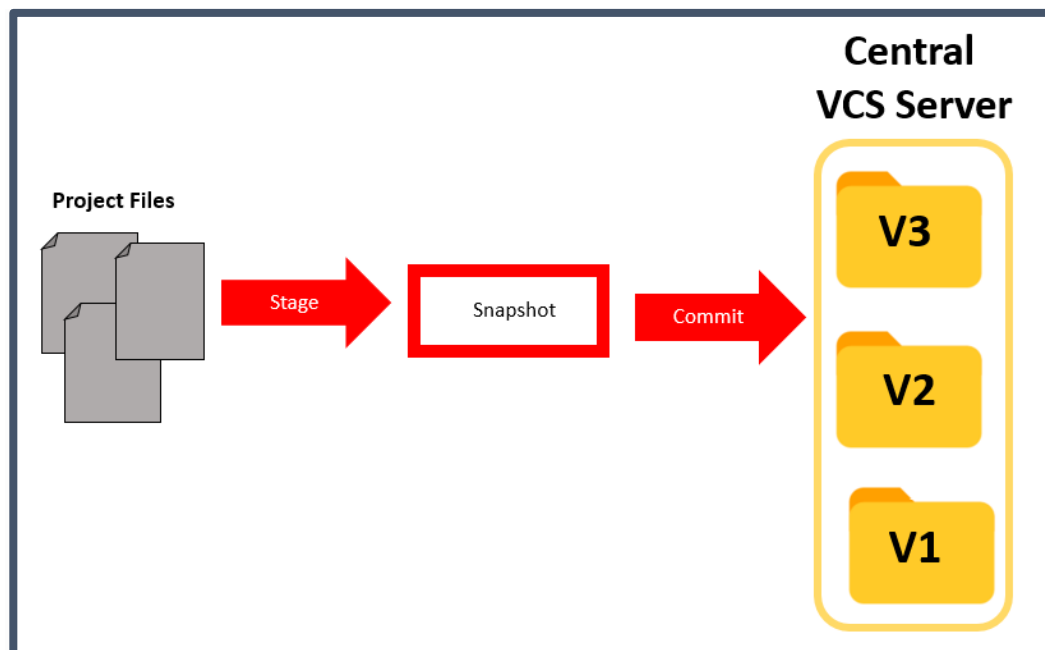 Central
VCS Server
Project Files
Stage
Snapshot
Commit
V3
V2
V1